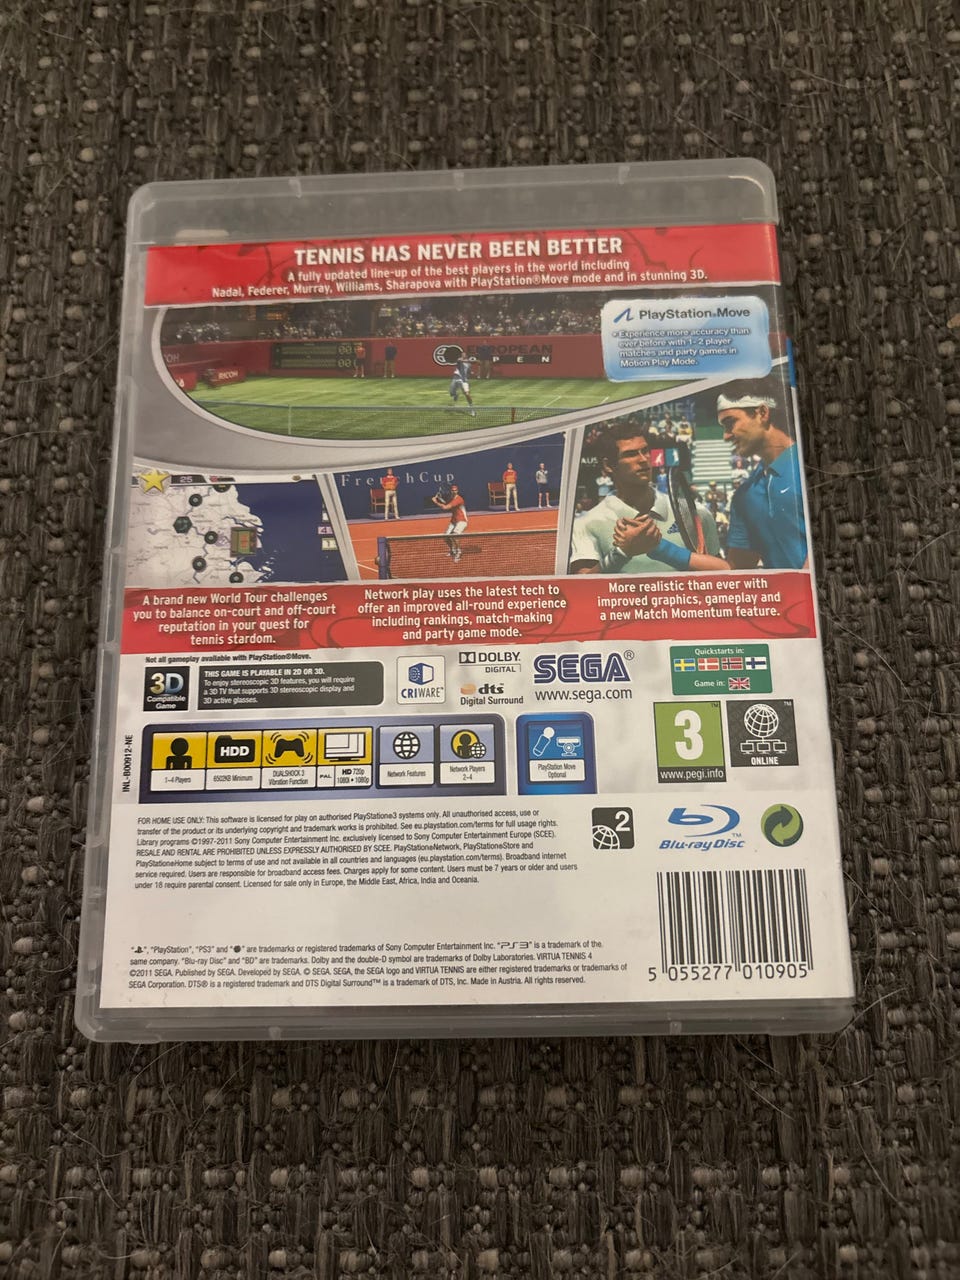 TENNIS HAS NEVER BEEN BETTER
A fully updated line-up of the best players in the world including
Nadal, Federer, Murray, Williams, Sharapova with PlayStation®Move mode and in stunning 3D.
PlayStation®Move
• Experience more accuracy than
ever before with 1-2 player
matches and party games in
Motion Play Mode.
EUROPEAN
OPEN
RICOH
25
French Cup
A brand new World Tour challenges
you to balance on-court and off-court
reputation in your quest for
tennis stardom.
Network play uses the latest tech to
offer an improved all-round experience
including rankings, match-making
and party game mode.
More realistic than ever with
improved graphics, gameplay and
a new Match Momentum feature.
Not all gameplay available with PlayStation®Move.
3D
Compatible
Game
THIS GAME IS PLAYABLE IN 2D OR 3D.
To enjoy stereoscopic 3D features, you will require
a 3D TV that supports 3D stereoscopic display and
3D active glasses.
CRIWARE™
DOLBY
DIGITAL
dts
Digital Surround
SEGA®
www.sega.com
Quickstarts in:
Game in:
INL-B00912-NE
1-4 Players
HDD
6502KB Minimum
DUALSHOCK 3
Vibration Function
PAL
HD 720p
1080i • 1080p
Network Features
Network Players
2-4
PlayStation Move
Optional
3™
www.pegi.info
ONLINE
TM
FOR HOME USE ONLY: This software is licensed for play on authorised PlayStation®3 systems only. All unauthorised access, use or
transfer of the product or its underlying copyright and trademark works is prohibited. See eu.playstation.com/terms for full usage rights.
Library programs ©1997-2011 Sony Computer Entertainment Inc. exclusively licensed to Sony Computer Entertainment Europe (SCEE).
RESALE AND RENTAL ARE PROHIBITED UNLESS EXPRESSLY AUTHORISED BY SCEE. PlayStation®Network, PlayStation®Store and
PlayStation®Home subject to terms of use and not available in all countries and languages (eu.playstation.com/terms). Broadband internet
service required. Users are responsible for broadband access fees. Charges apply for some content. Users must be 7 years or older and users
under 18 require parental consent. Licensed for sale only in Europe, the Middle East, Africa, India and Oceania.
2
Blu-ray Disc™
"", "PlayStation", "PS3" and "" are trademarks or registered trademarks of Sony Computer Entertainment Inc. "PS3" is a trademark of the
same company. "Blu-ray Disc" and "BD" are trademarks. Dolby and the double-D symbol are trademarks of Dolby Laboratories. VIRTUA TENNIS 4
©2011 SEGA. Published by SEGA. Developed by SEGA. © SEGA. SEGA, the SEGA logo and VIRTUA TENNIS are either registered trademarks or trademarks of
SEGA Corporation. DTS® is a registered trademark and DTS Digital Surround™ is a trademark of DTS, Inc. Made in Austria. All rights reserved.
5 055277 010905